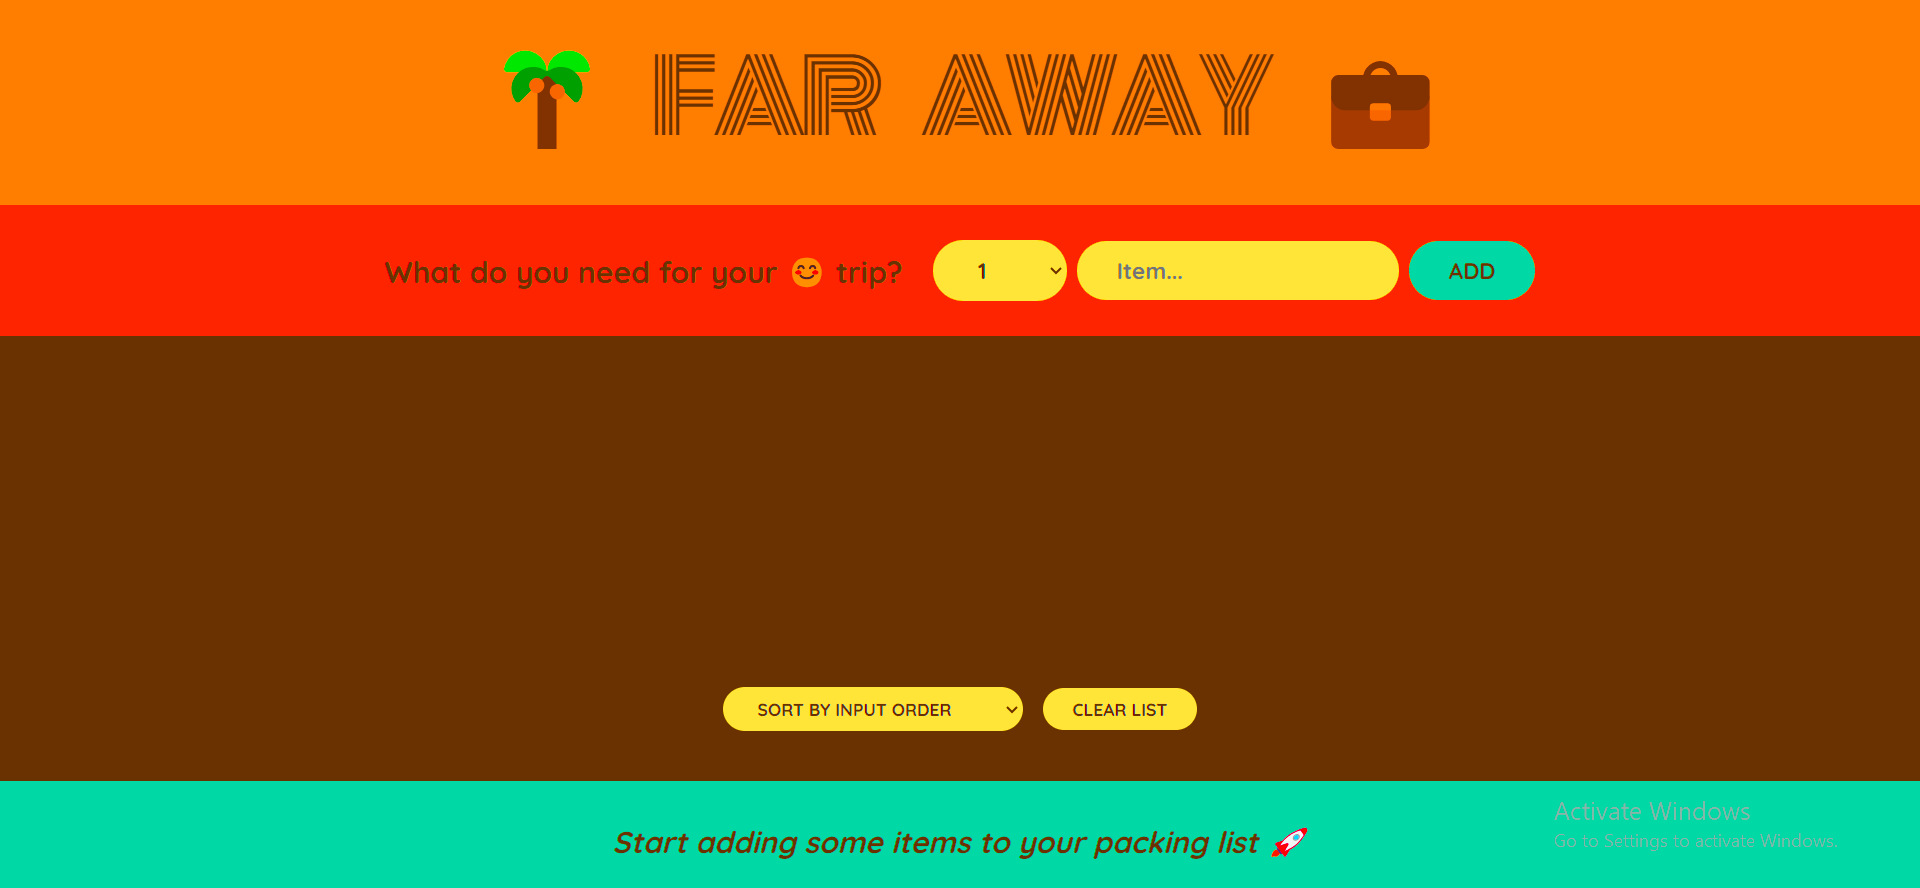 🌴 FAR AWAY 💼
What do you need for your 😊 trip?
1
Item...
ADD
SORT BY INPUT ORDER
CLEAR LIST
Start adding some items to your packing list 🚀
Activate Windows
Go to Settings to activate Windows.